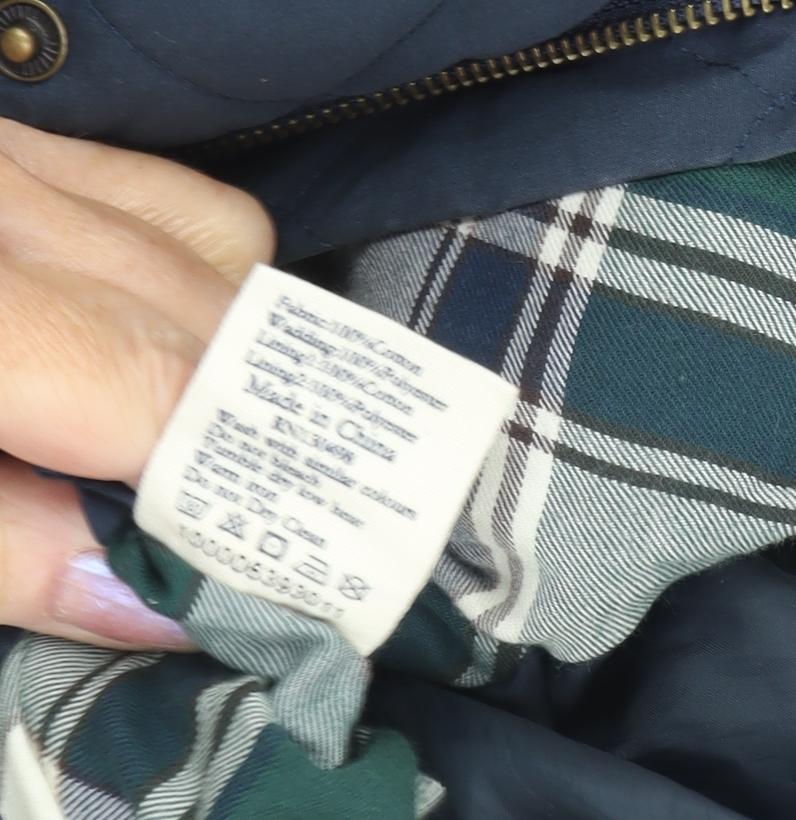 Fabric:100%Cotton
Wadding:100%Polyester
Lining1:100%Cotton
Lining2:100%Polyester
Made in China
Wash with similar colours
Do not bleach
Tumble dry low heat
Warm iron
Do not Dry Clean